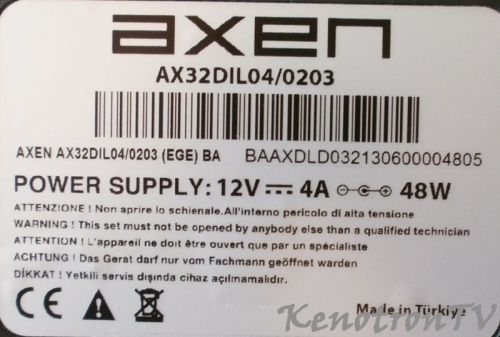 axen
AX32DIL04/0203
AXEN AX32DIL04/0203 (EGE) BA BAAXDLD032130600004805
POWER SUPPLY: 12V 4A 48W
ATTENZIONE ! Non aprire lo schienale.All'interno pericolo di alta tensione
WARNING ! This set must not be opened by anybody else than a qualified technician
ATTENTION ! L'appareil ne doit être ouvert que par un spécialiste
ACHTUNG ! Das Gerat darf nur vom Fachmann geöffnet warden
DİKKAT ! Yetkili servis dışında cihaz açılmamalıdır.
CE Made in Türkiye
KenotronTV